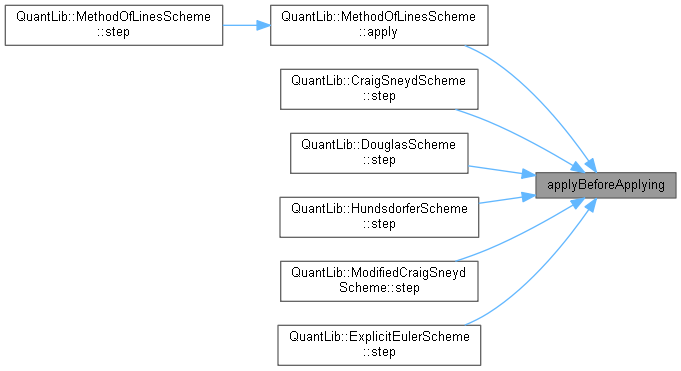 QuantLib::MethodOfLinesScheme
::step
QuantLib::MethodOfLinesScheme
::apply
QuantLib::CraigSneydScheme
::step
QuantLib::DouglasScheme
::step
applyBeforeApplying
QuantLib::HundsdorferScheme
::step
QuantLib::ModifiedCraigSneyd
Scheme::step
QuantLib::ExplicitEulerScheme
::step